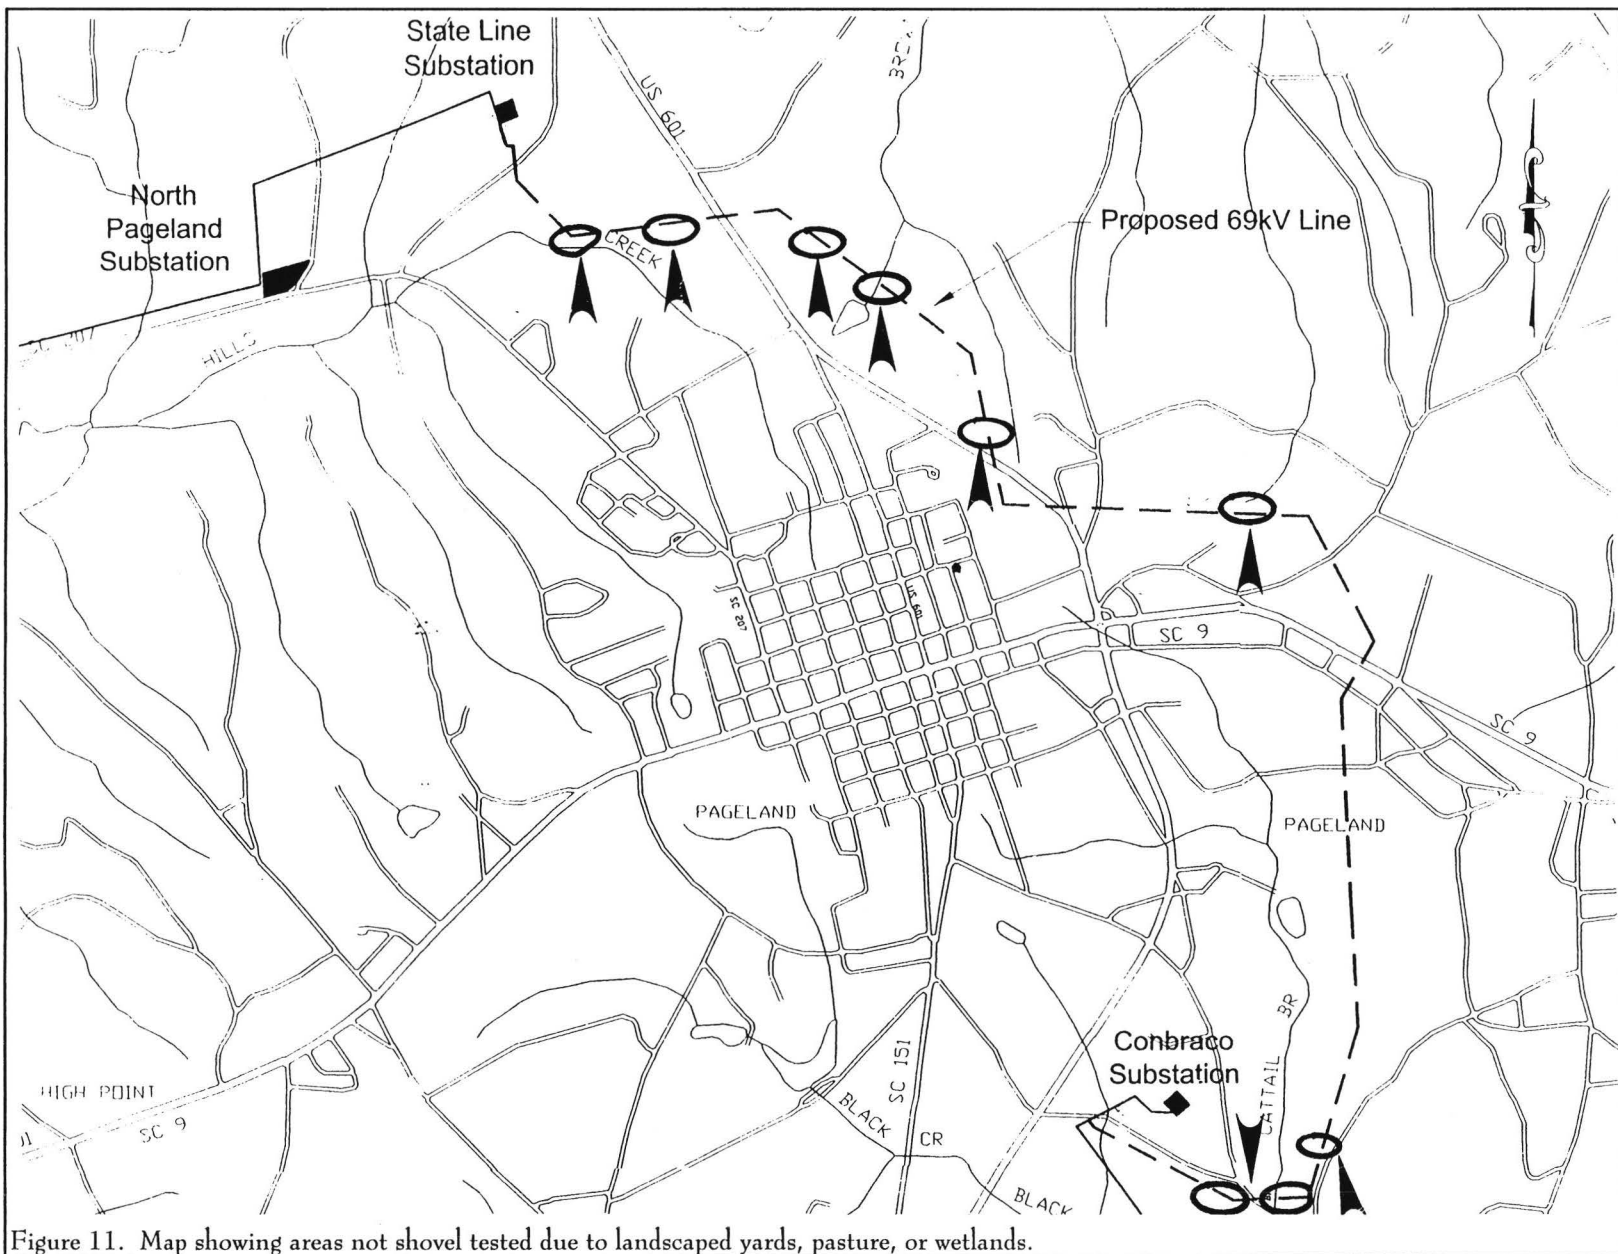 State Line
Substation
US 601
North
Pageland
Substation
Proposed 69kV Line
CREEK
HILLS
SC 207
US 601
SC 9
SC 9
PAGELAND
PAGELAND
Conbraco
Substation
CATTAIL BR
SC 151
BLACK
CR
BLACK
HIGH POINT
SC 9
Figure 11. Map showing areas not shovel tested due to landscaped yards, pasture, or wetlands.